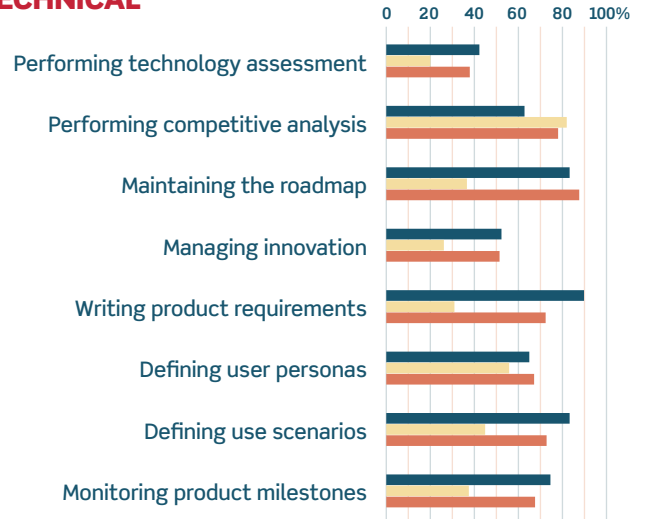 0 20 40 60 80 100%
Performing technology assessment
Performing competitive analysis
Maintaining the roadmap
Managing innovation
Writing product requirements
Defining user personas
Defining use scenarios
Monitoring product milestones